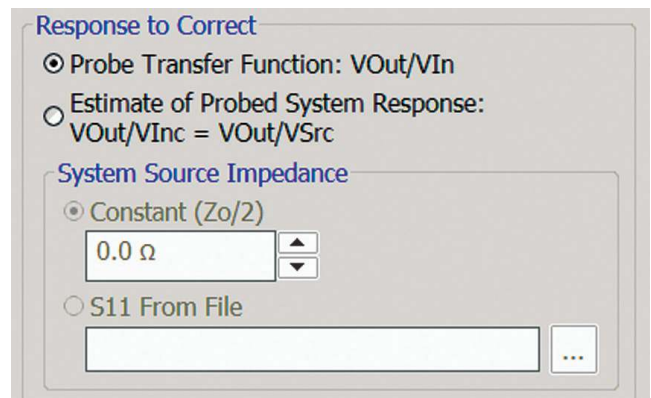 Response to Correct
Probe Transfer Function: VOut/VIn
Estimate of Probed System Response:
VOut/VInc = VOut/VSrc
System Source Impedance
Constant (Zo/2)
0.0 Ω
S11 From File
...